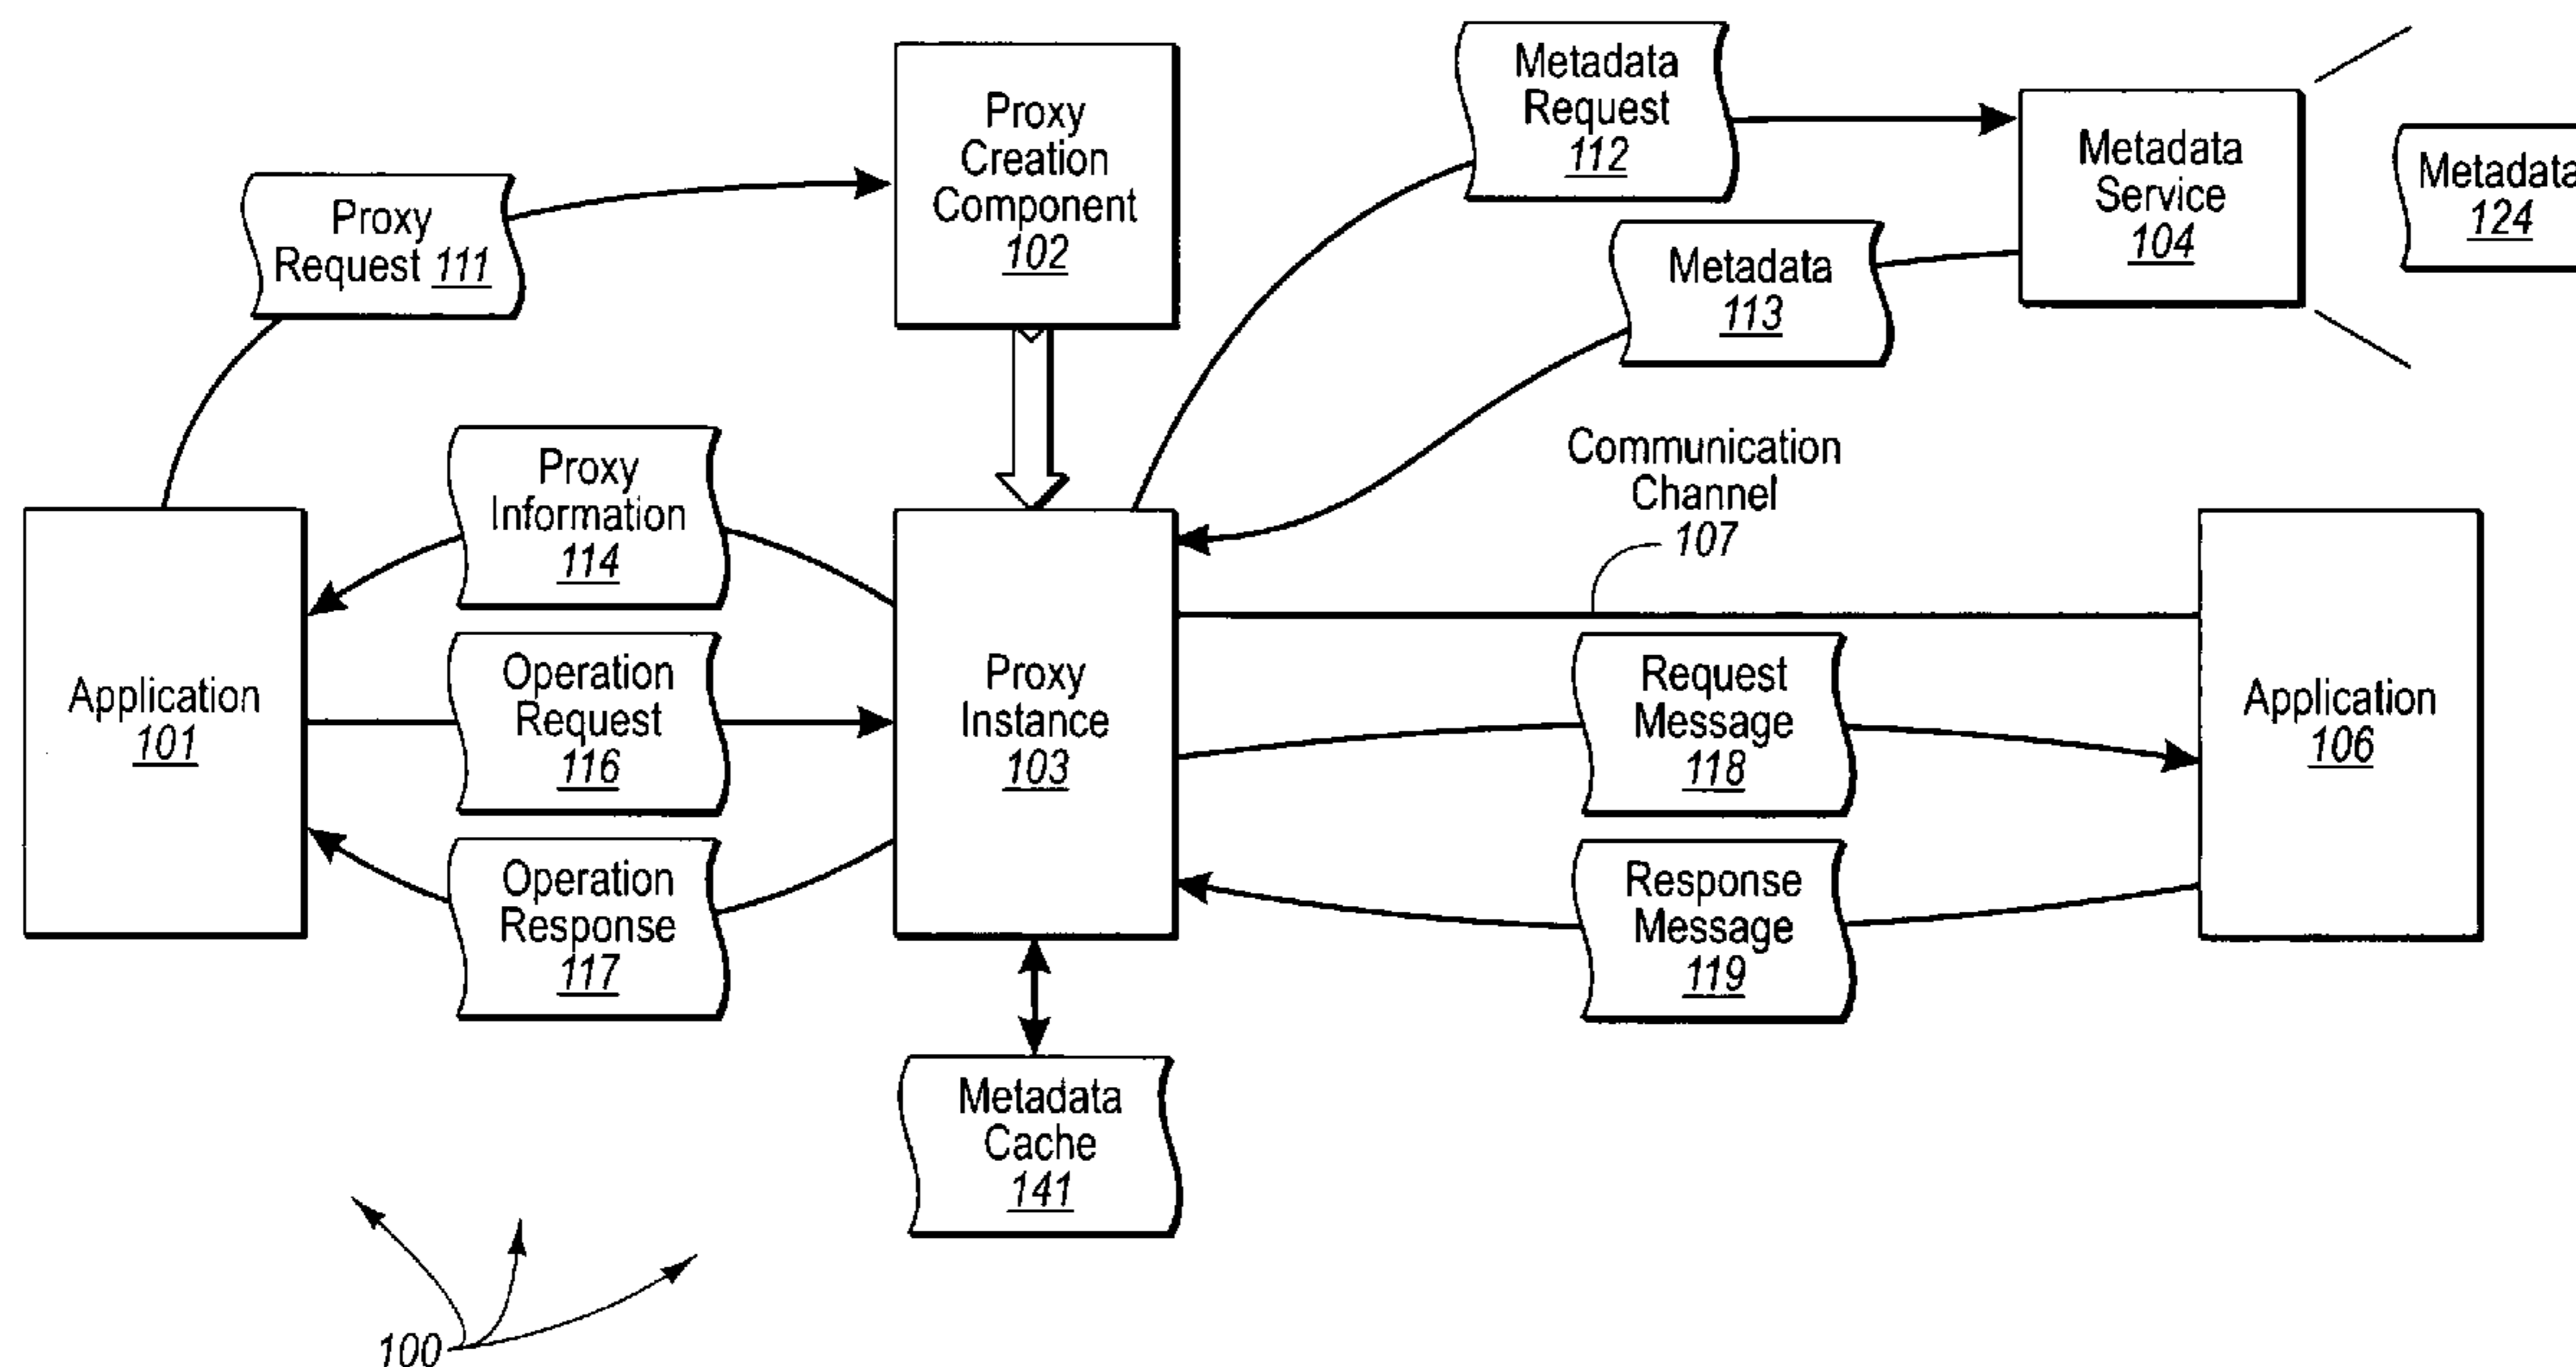 Proxy
Creation
Component
102
Metadata
Request
112
Metadata
Service
104
Metadata
124
Proxy
Request 111
Metadata
113
Communication
Channel
107
Proxy
Information
114
Application
101
Operation
Request
116
Proxy
Instance
103
Request
Message
118
Application
106
Operation
Response
117
Response
Message
119
Metadata
Cache
141
100